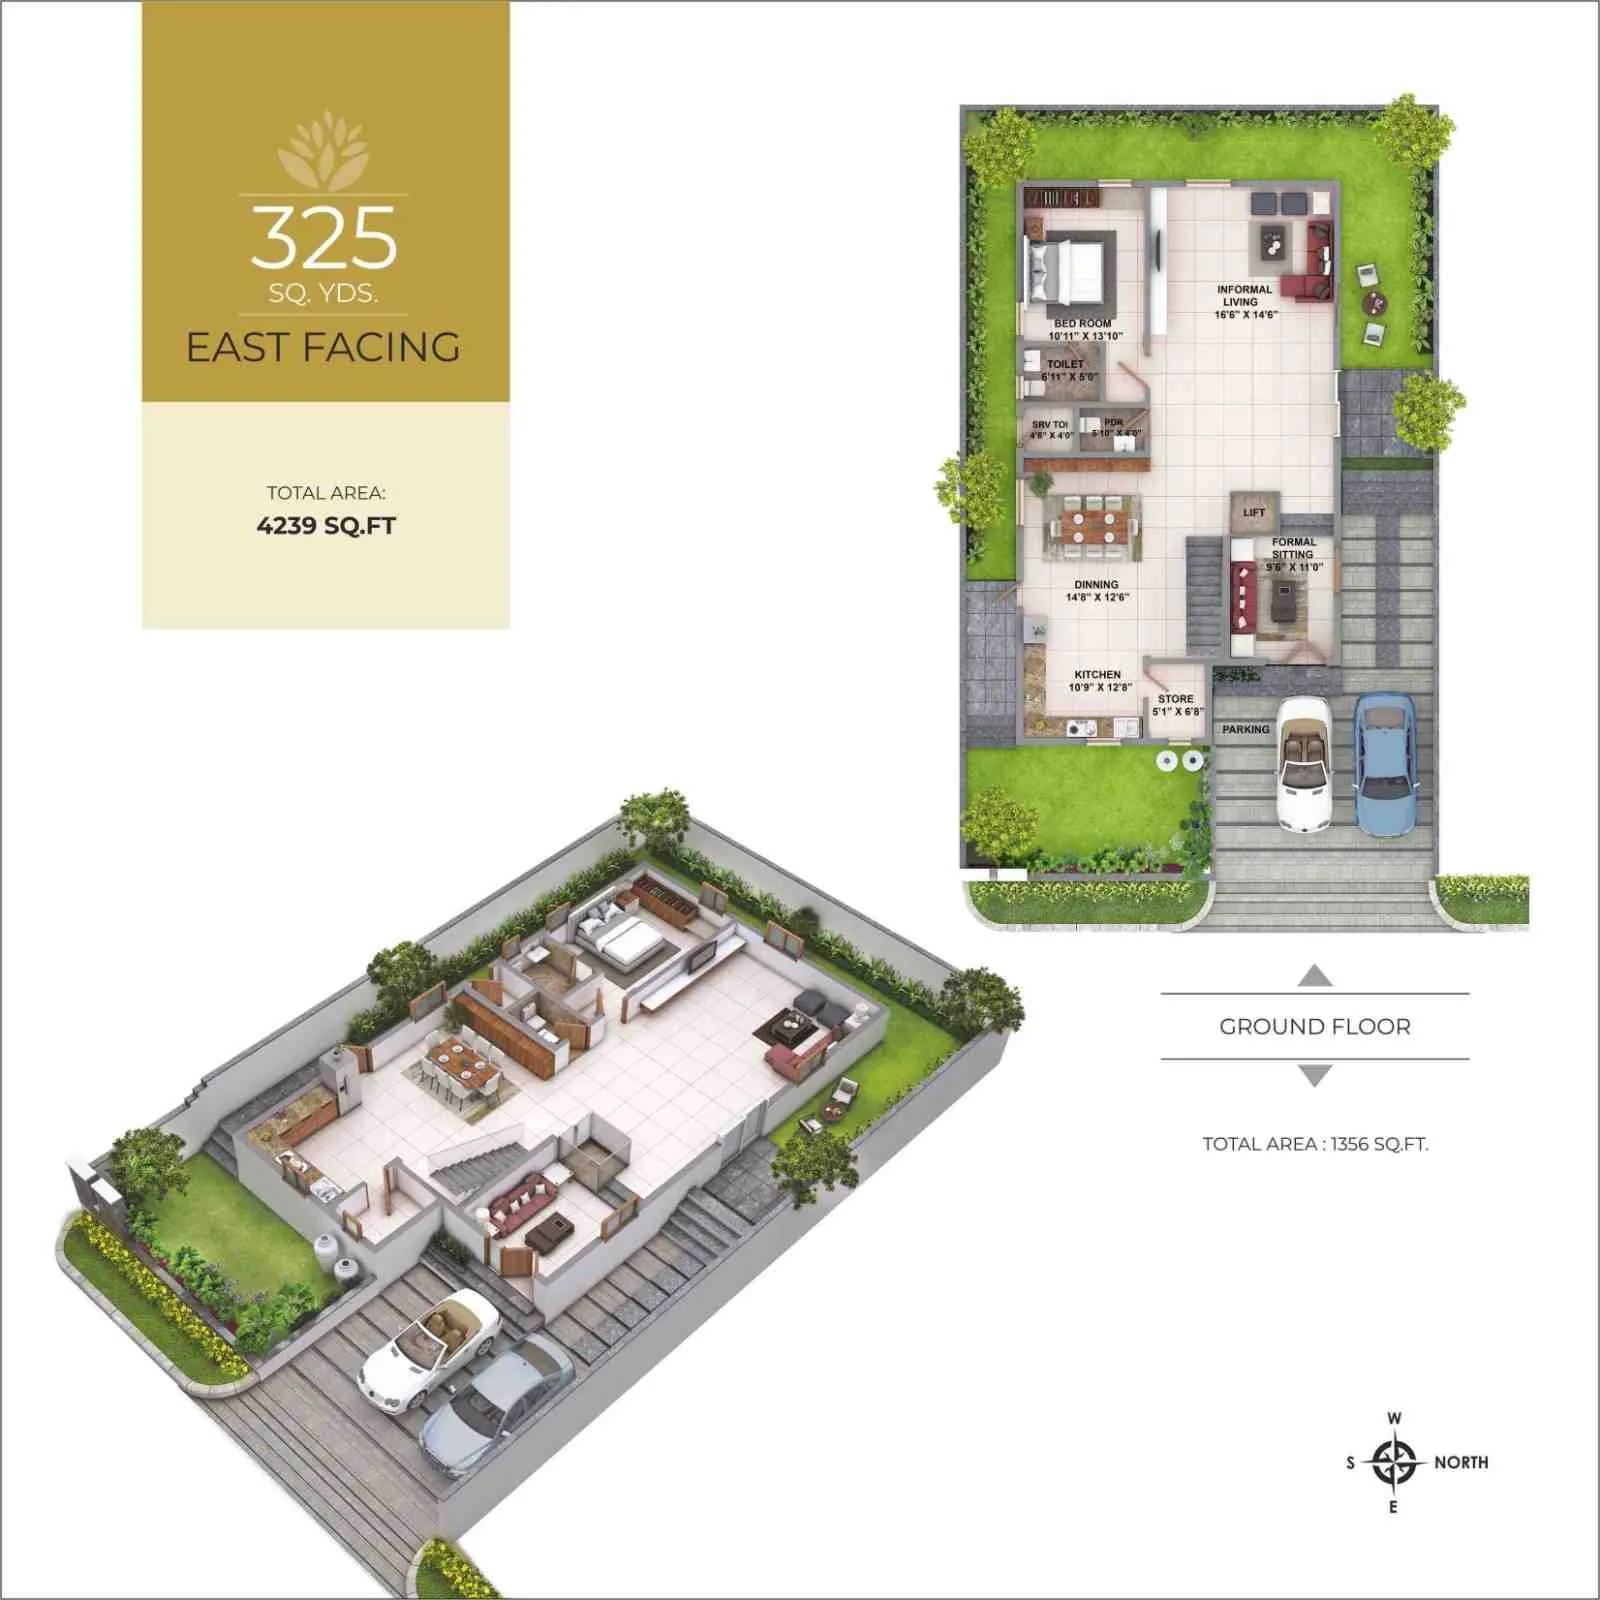 325
SQ. YDS.
EAST FACING
TOTAL AREA:
4239 SQ.FT
BED ROOM
10'11" X 13'10"
INFORMAL
LIVING
16'6" X 14'6"
TOILET
6'11" X 5'0"
SRV TOI
4'6" X 4'0"
PDR
5'10" X 4'0"
LIFT
FORMAL
SITTING
9'6" X 11'0"
DINNING
14'8" X 12'6"
KITCHEN
10'9" X 12'8"
STORE
5'1" X 6'8"
PARKING
GROUND FLOOR
TOTAL AREA : 1356 SQ.FT.
W
S
NORTH
E